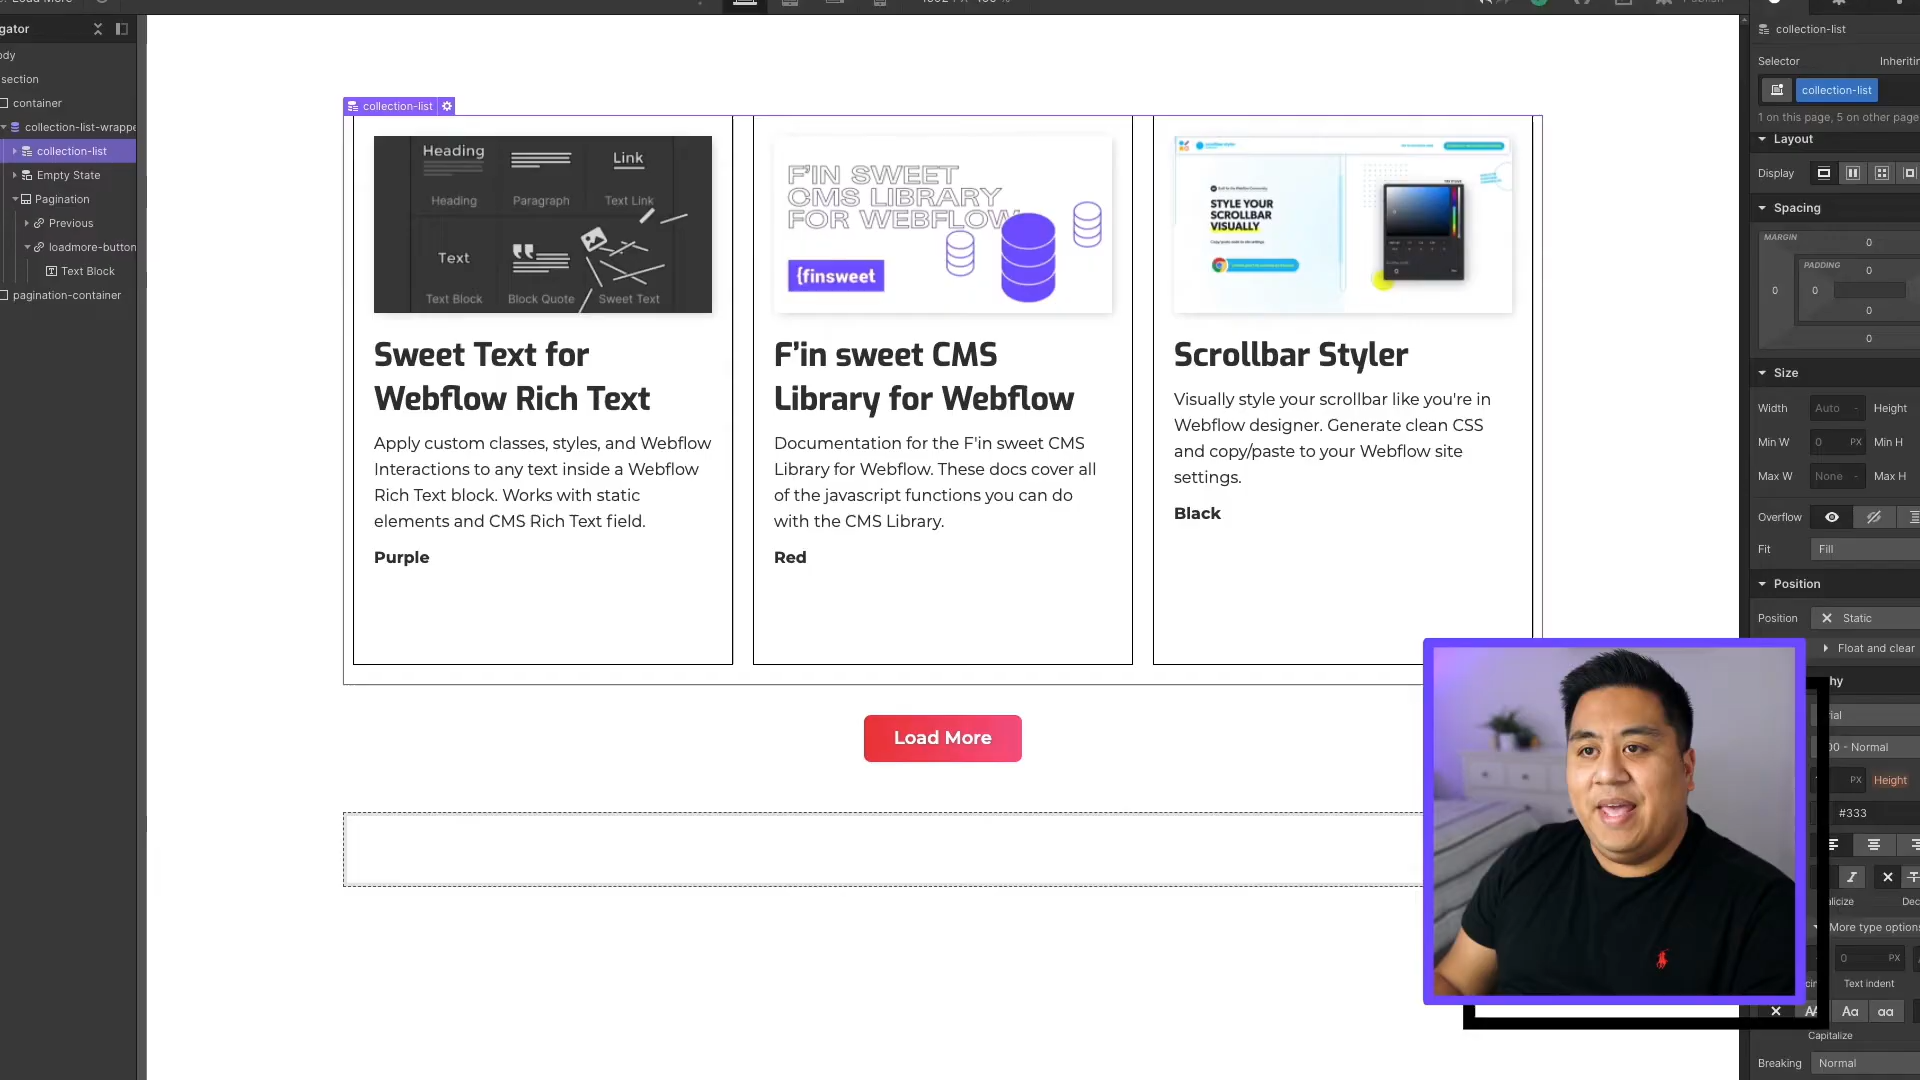 gator
ody
section
container
collection-list-wrappe
collection-list
Empty State
Pagination
Previous
loadmore-button
Text Block
pagination-container
collection-list
Heading
Link
Heading
Paragraph
Text Link
Text
Text Block
Block Quote
Sweet Text
F'IN SWEET
CMS LIBRARY
FOR WEBFLOW
{finsweet
STYLE YOUR
SCROLLBAR
VISUALLY
Sweet Text for
Webflow Rich Text
Apply custom classes, styles, and Webflow
Interactions to any text inside a Webflow
Rich Text block. Works with static
elements and CMS Rich Text field.
Purple
F’in sweet CMS
Library for Webflow
Documentation for the F'in sweet CMS
Library for Webflow. These docs cover all
of the javascript functions you can do
with the CMS Library.
Red
Scrollbar Styler
Visually style your scrollbar like you're in
Webflow designer. Generate clean CSS
and copy/paste to your Webflow site
settings.
Black
Load More
collection-list
Selector
Inheritin
collection-list
1 on this page, 5 on other page
Layout
Display
Spacing
MARGIN
0
PADDING
0
0
0
0
0
Size
Width
Auto
-
Height
Min W
0
PX
Min H
Max W
None
-
Max H
Overflow
Fit
Fill
Position
Position
Static
Float and clear
hy
rial
00 - Normal
PX
Height
#333
licize
Dec
More type options
0
PX
Text indent
Aa
aa
Capitalize
Breaking
Normal